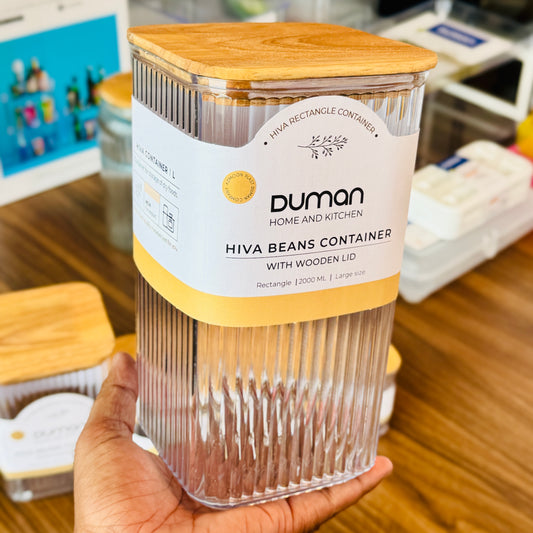 HIVA RECTANGLE CONTAINER
DUMAN
HOME AND KITCHEN
HIVA BEANS CONTAINER
WITH WOODEN LID
Rectangle | 2000 ML | Large size
HIVA CONTAINER | L
DUMAN